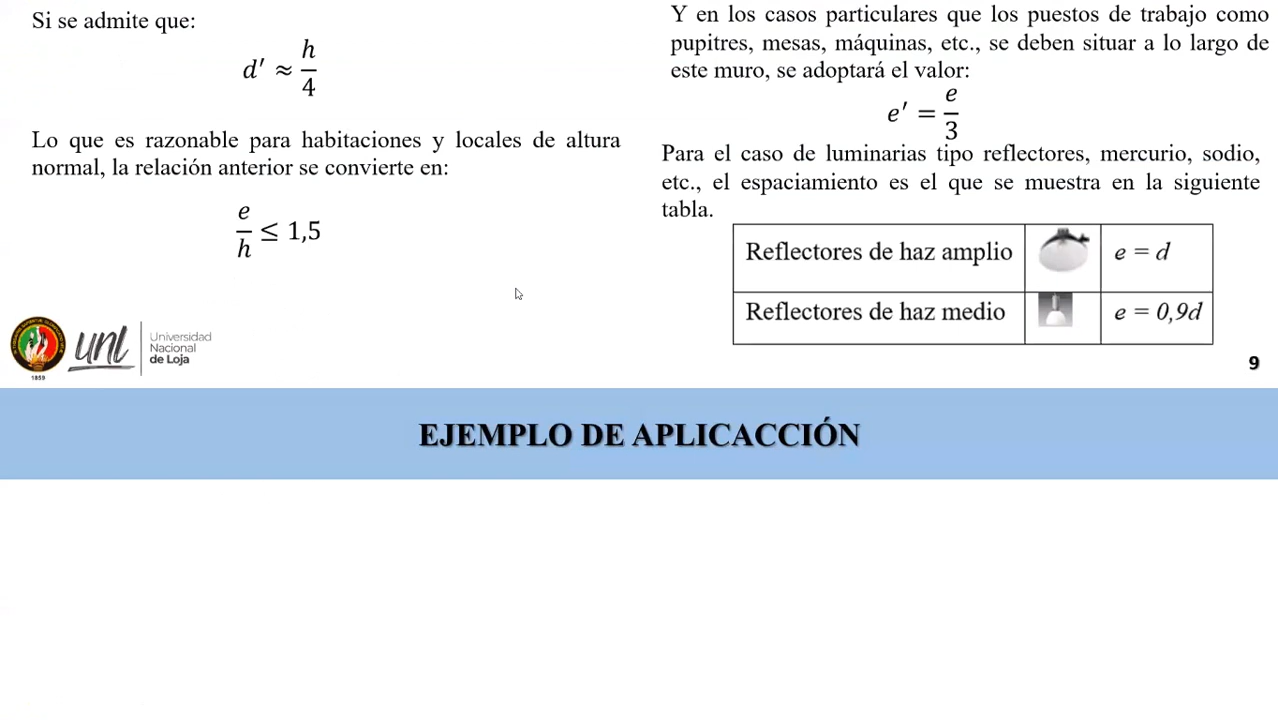 Si se admite que:
d′ ≈ h/4
Lo que es razonable para habitaciones y locales de altura
normal, la relación anterior se convierte en:
e/h ≤ 1,5
Y en los casos particulares que los puestos de trabajo como
pupitres, mesas, máquinas, etc., se deben situar a lo largo de
este muro, se adoptará el valor:
e′ = e/3
Para el caso de luminarias tipo reflectores, mercurio, sodio,
etc., el espaciamiento es el que se muestra en la siguiente
tabla.
Reflectores de haz amplio e = d
Reflectores de haz medio e = 0,9d
1859
unl
Universidad
Nacional
de Loja
9
EJEMPLO DE APLICACCIÓN